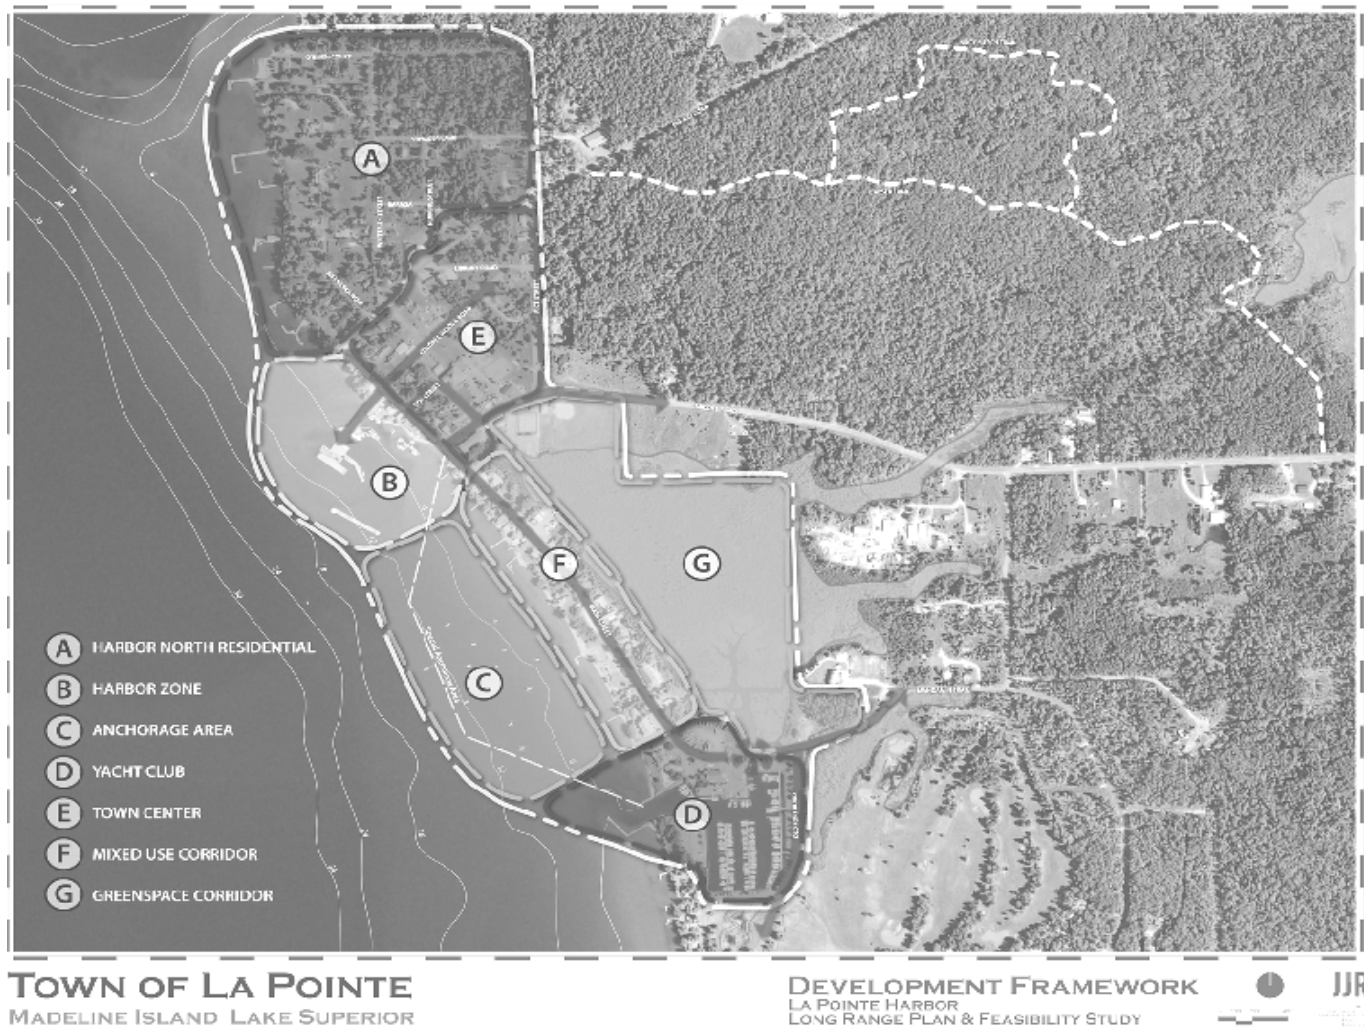 A
E
B
F
G
C
D
A HARBOR NORTH RESIDENTIAL
B HARBOR ZONE
C ANCHORAGE AREA
D YACHT CLUB
E TOWN CENTER
F MIXED USE CORRIDOR
G GREENSPACE CORRIDOR
TOWN OF LA POINTE
MADELINE ISLAND LAKE SUPERIOR
DEVELOPMENT FRAMEWORK
LA POINTE HARBOR
LONG RANGE PLAN & FEASIBILITY STUDY
JJR